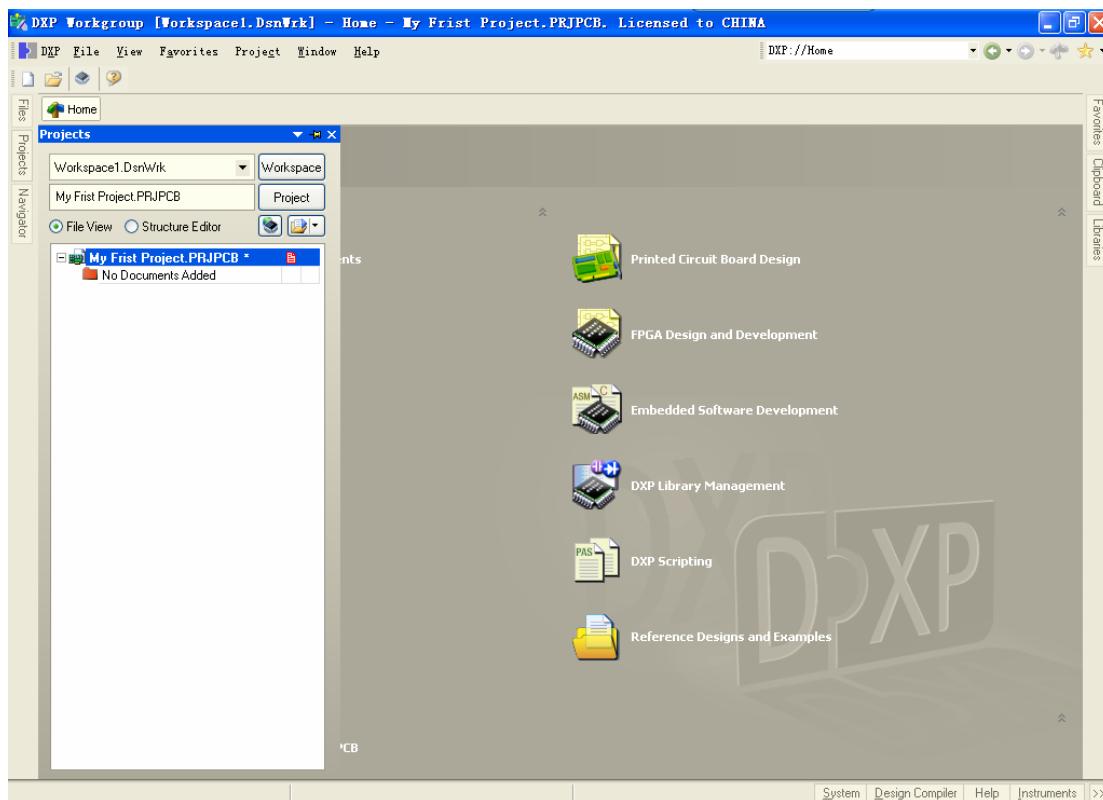 DXP Workgroup [Workspace1.DsnWrk] - Home - My Frist Project.PRJPCB. Licensed to CHINA
DXP File View Favorites Project Window Help
DXP://Home
Files
Projects
Navigator
Home
Projects
Workspace1.DsnWrk
Workspace
My Frist Project.PRJPCB
Project
File View
Structure Editor
My Frist Project.PRJPCB *
No Documents Added
ents
Printed Circuit Board Design
FPGA Design and Development
ASM C
Embedded Software Development
DXP Library Management
PAS
DXP Scripting
Reference Designs and Examples
DXP
PCB
Favorites
Clipboard
Libraries
System Design Compiler Help Instruments >>